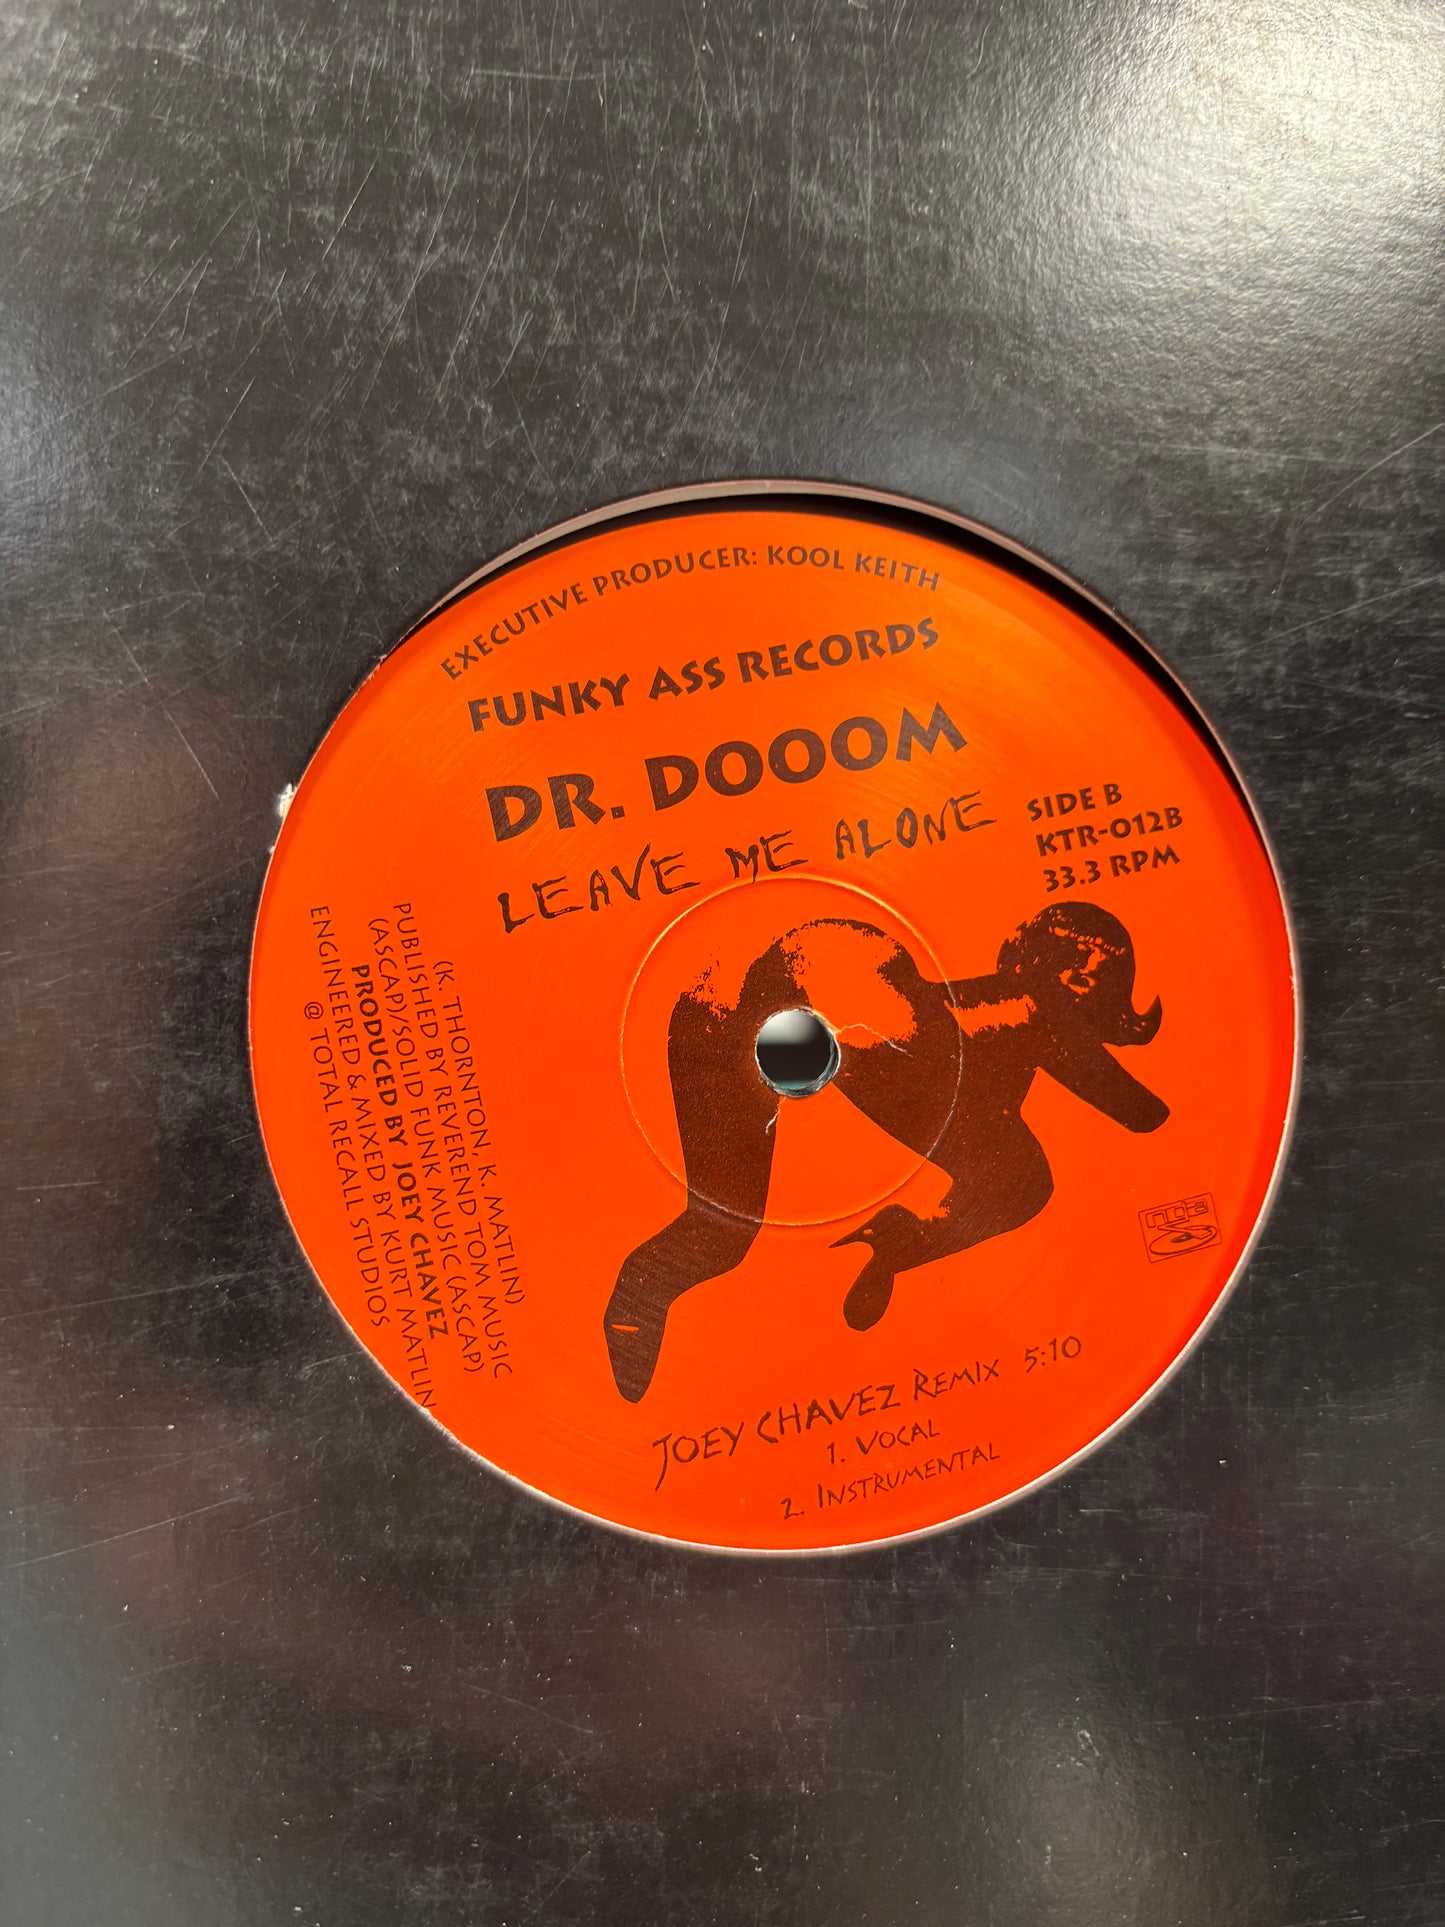 EXECUTIVE PRODUCER: KOOL KEITH
FUNKY ASS RECORDS
DR. DOOOM
LEAVE ME ALONE
SIDE B
KTR-012B
33.3 RPM
(K. THORNTON, K. MATLIN)
PUBLISHED BY REVEREND TOM MUSIC
(ASCAP)/SOLID FUNK MUSIC (ASCAP)
PRODUCED BY JOEY CHAVEZ
ENGINEERED & MIXED BY KURT MATLIN
@ TOTAL RECALL STUDIOS
nuda
JOEY CHAVEZ REMIX 5:10
1. VOCAL
2. INSTRUMENTAL